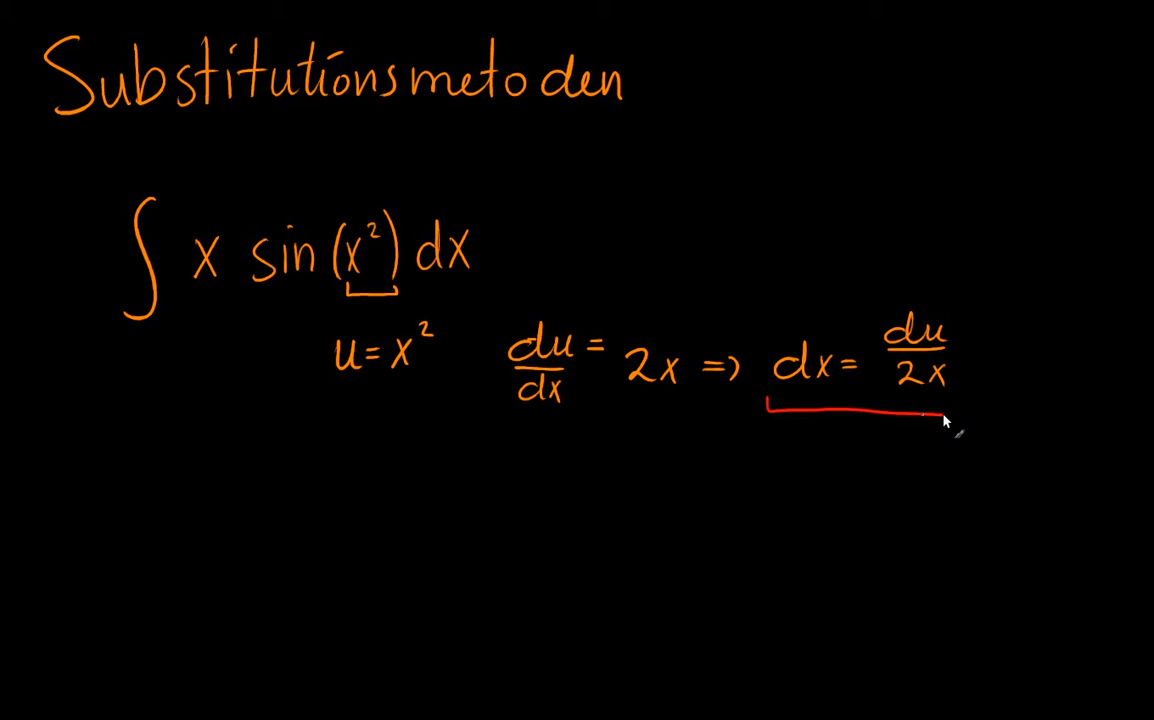 Substitutionsmetoden
∫ x sin (x²) dx
u = x² du/dx = 2x ⇒ dx = du/2x